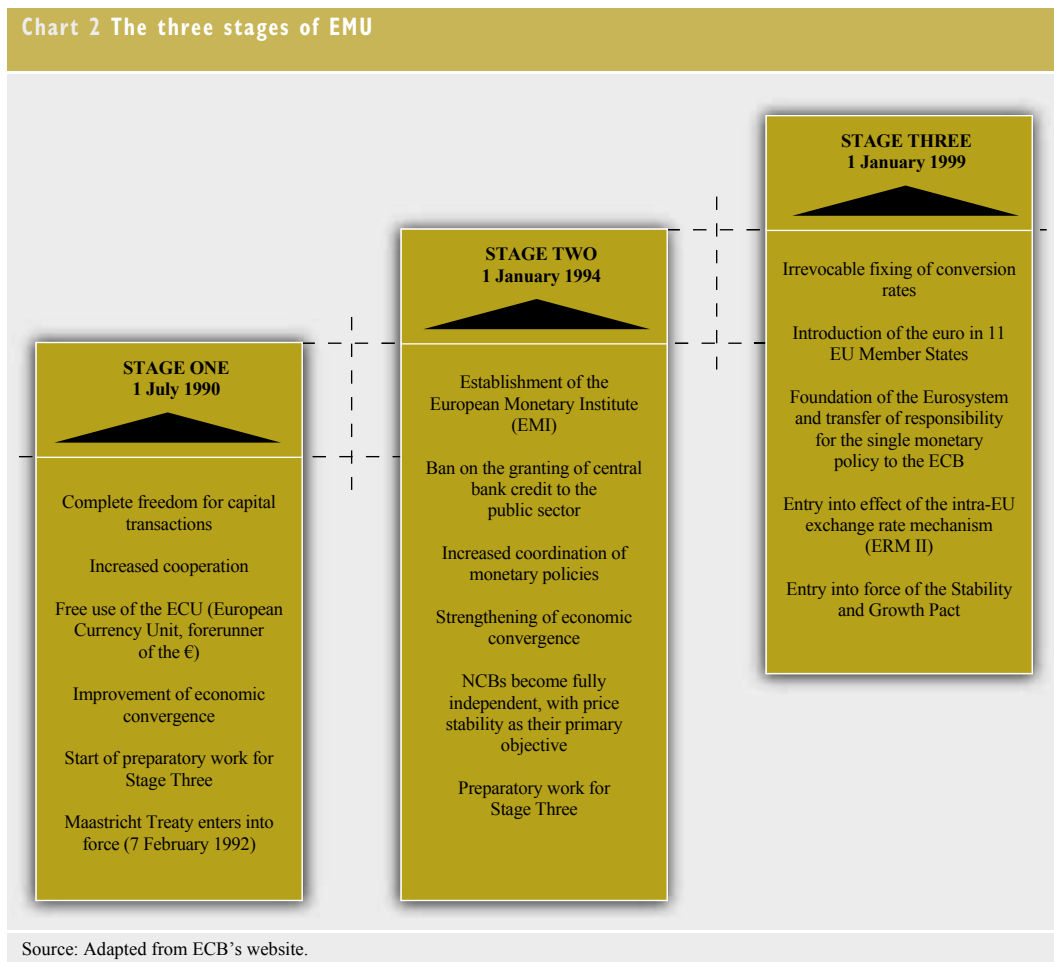 Chart 2 The three stages of EMU
STAGE ONE
1 July 1990
Complete freedom for capital
transactions
Increased cooperation
Free use of the ECU (European
Currency Unit, forerunner
of the €)
Improvement of economic
convergence
Start of preparatory work for
Stage Three
Maastricht Treaty enters into
force (7 February 1992)
STAGE TWO
1 January 1994
Establishment of the
European Monetary Institute
(EMI)
Ban on the granting of central
bank credit to the
public sector
Increased coordination of
monetary policies
Strengthening of economic
convergence
NCBs become fully
independent, with price
stability as their primary
objective
Preparatory work for
Stage Three
STAGE THREE
1 January 1999
Irrevocable fixing of conversion
rates
Introduction of the euro in 11
EU Member States
Foundation of the Eurosystem
and transfer of responsibility
for the single monetary
policy to the ECB
Entry into effect of the intra-EU
exchange rate mechanism
(ERM II)
Entry into force of the Stability
and Growth Pact
Source: Adapted from ECB's website.